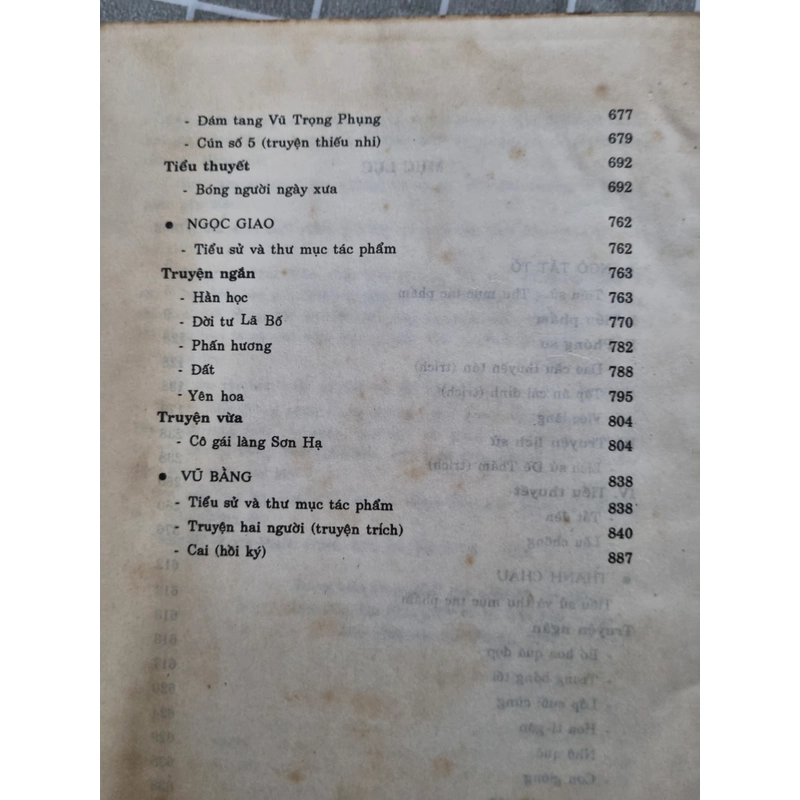 - Đám tang Vũ Trọng Phụng 677
- Cún số 5 (truyện thiếu nhi) 679
Tiểu thuyết 692
- Bóng người ngày xưa 692
● NGỌC GIAO 762
- Tiểu sử và thư mục tác phẩm 762
Truyện ngắn 763
- Hằn học 763
- Đời tư Lã Bố 770
- Phấn hương 782
- Đất 788
- Yên hoa 795
Truyện vừa 804
- Cô gái làng Sơn Hạ 804
● VŨ BẰNG 838
- Tiểu sử và thư mục tác phẩm 838
- Truyện hai người (truyện trích) 840
- Cai (hồi ký) 887